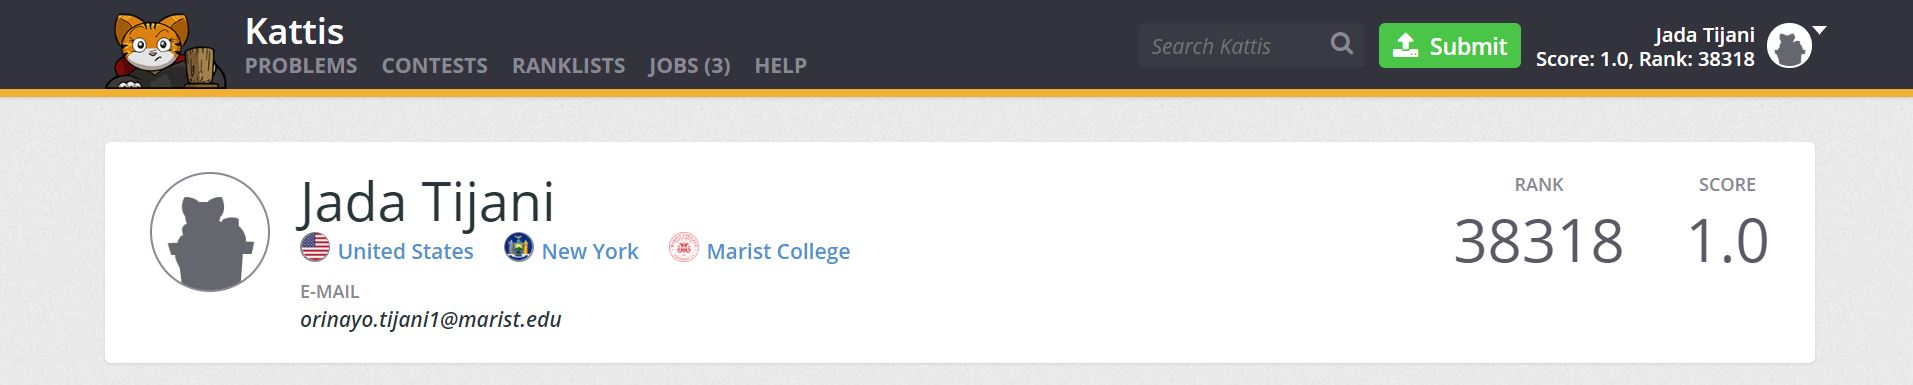 Kattis
PROBLEMS CONTESTS RANKLISTS JOBS (3) HELP
Search Kattis
Submit
Jada Tijani
Score: 1.0, Rank: 38318
Jada Tijani
United States New York Marist College
E-MAIL
orinayo.tijani1@marist.edu
RANK SCORE
38318 1.0